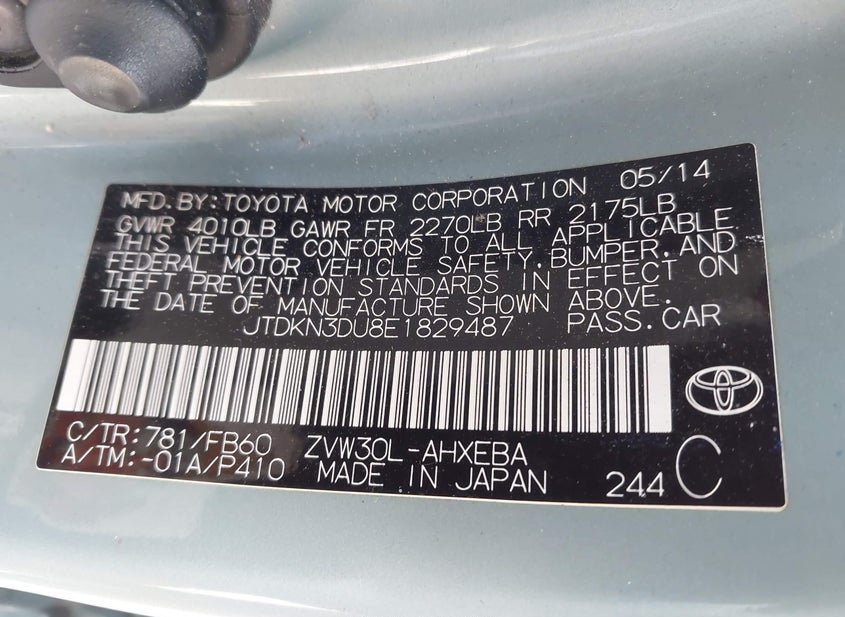 MFD.BY:TOYOTA MOTOR CORPORATION 05/14
GVWR 4010LB GAWR FR 2270LB RR 2175LB
THIS VEHICLE CONFORMS TO ALL APPLICABLE
FEDERAL MOTOR VEHICLE SAFETY,BUMPER,AND
THEFT PREVENTION STANDARDS IN EFFECT ON
THE DATE OF MANUFACTURE SHOWN ABOVE.
JTDKN3DU8E1829487 PASS.CAR
C/TR:781/FB60 ZVW30L-AHXEBA
A/TM:-01A/P410 MADE IN JAPAN 244 C